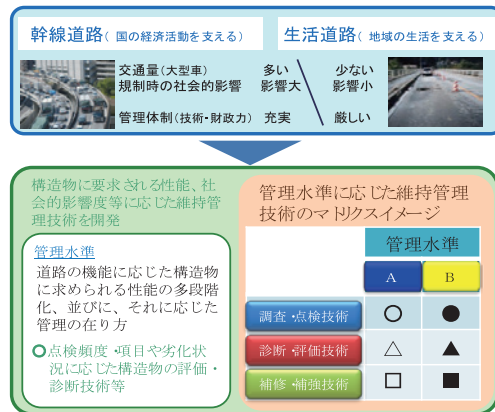 幹線道路(国の経済活動を支える) 生活道路(地域の生活を支える)
交通量(大型車) 多い 少ない
規制時の社会的影響 影響大 影響小
管理体制(技術・財政力) 充実 厳しい
構造物に要求される性能、社
会的影響度等に応じた維持管
理技術を開発
管理水準
道路の機能に応じた構造物
に求められる性能の多段階
化、並びに、それに応じた
管理の在り方
○点検頻度・項目や劣化状
況に応じた構造物の評価・
診断技術等
管理水準に応じた維持管理
技術のマトリクスイメージ
管理水準
A B
調査・点検技術 ○ ●
診断・評価技術 △ ▲
補修・補強技術 □ ■